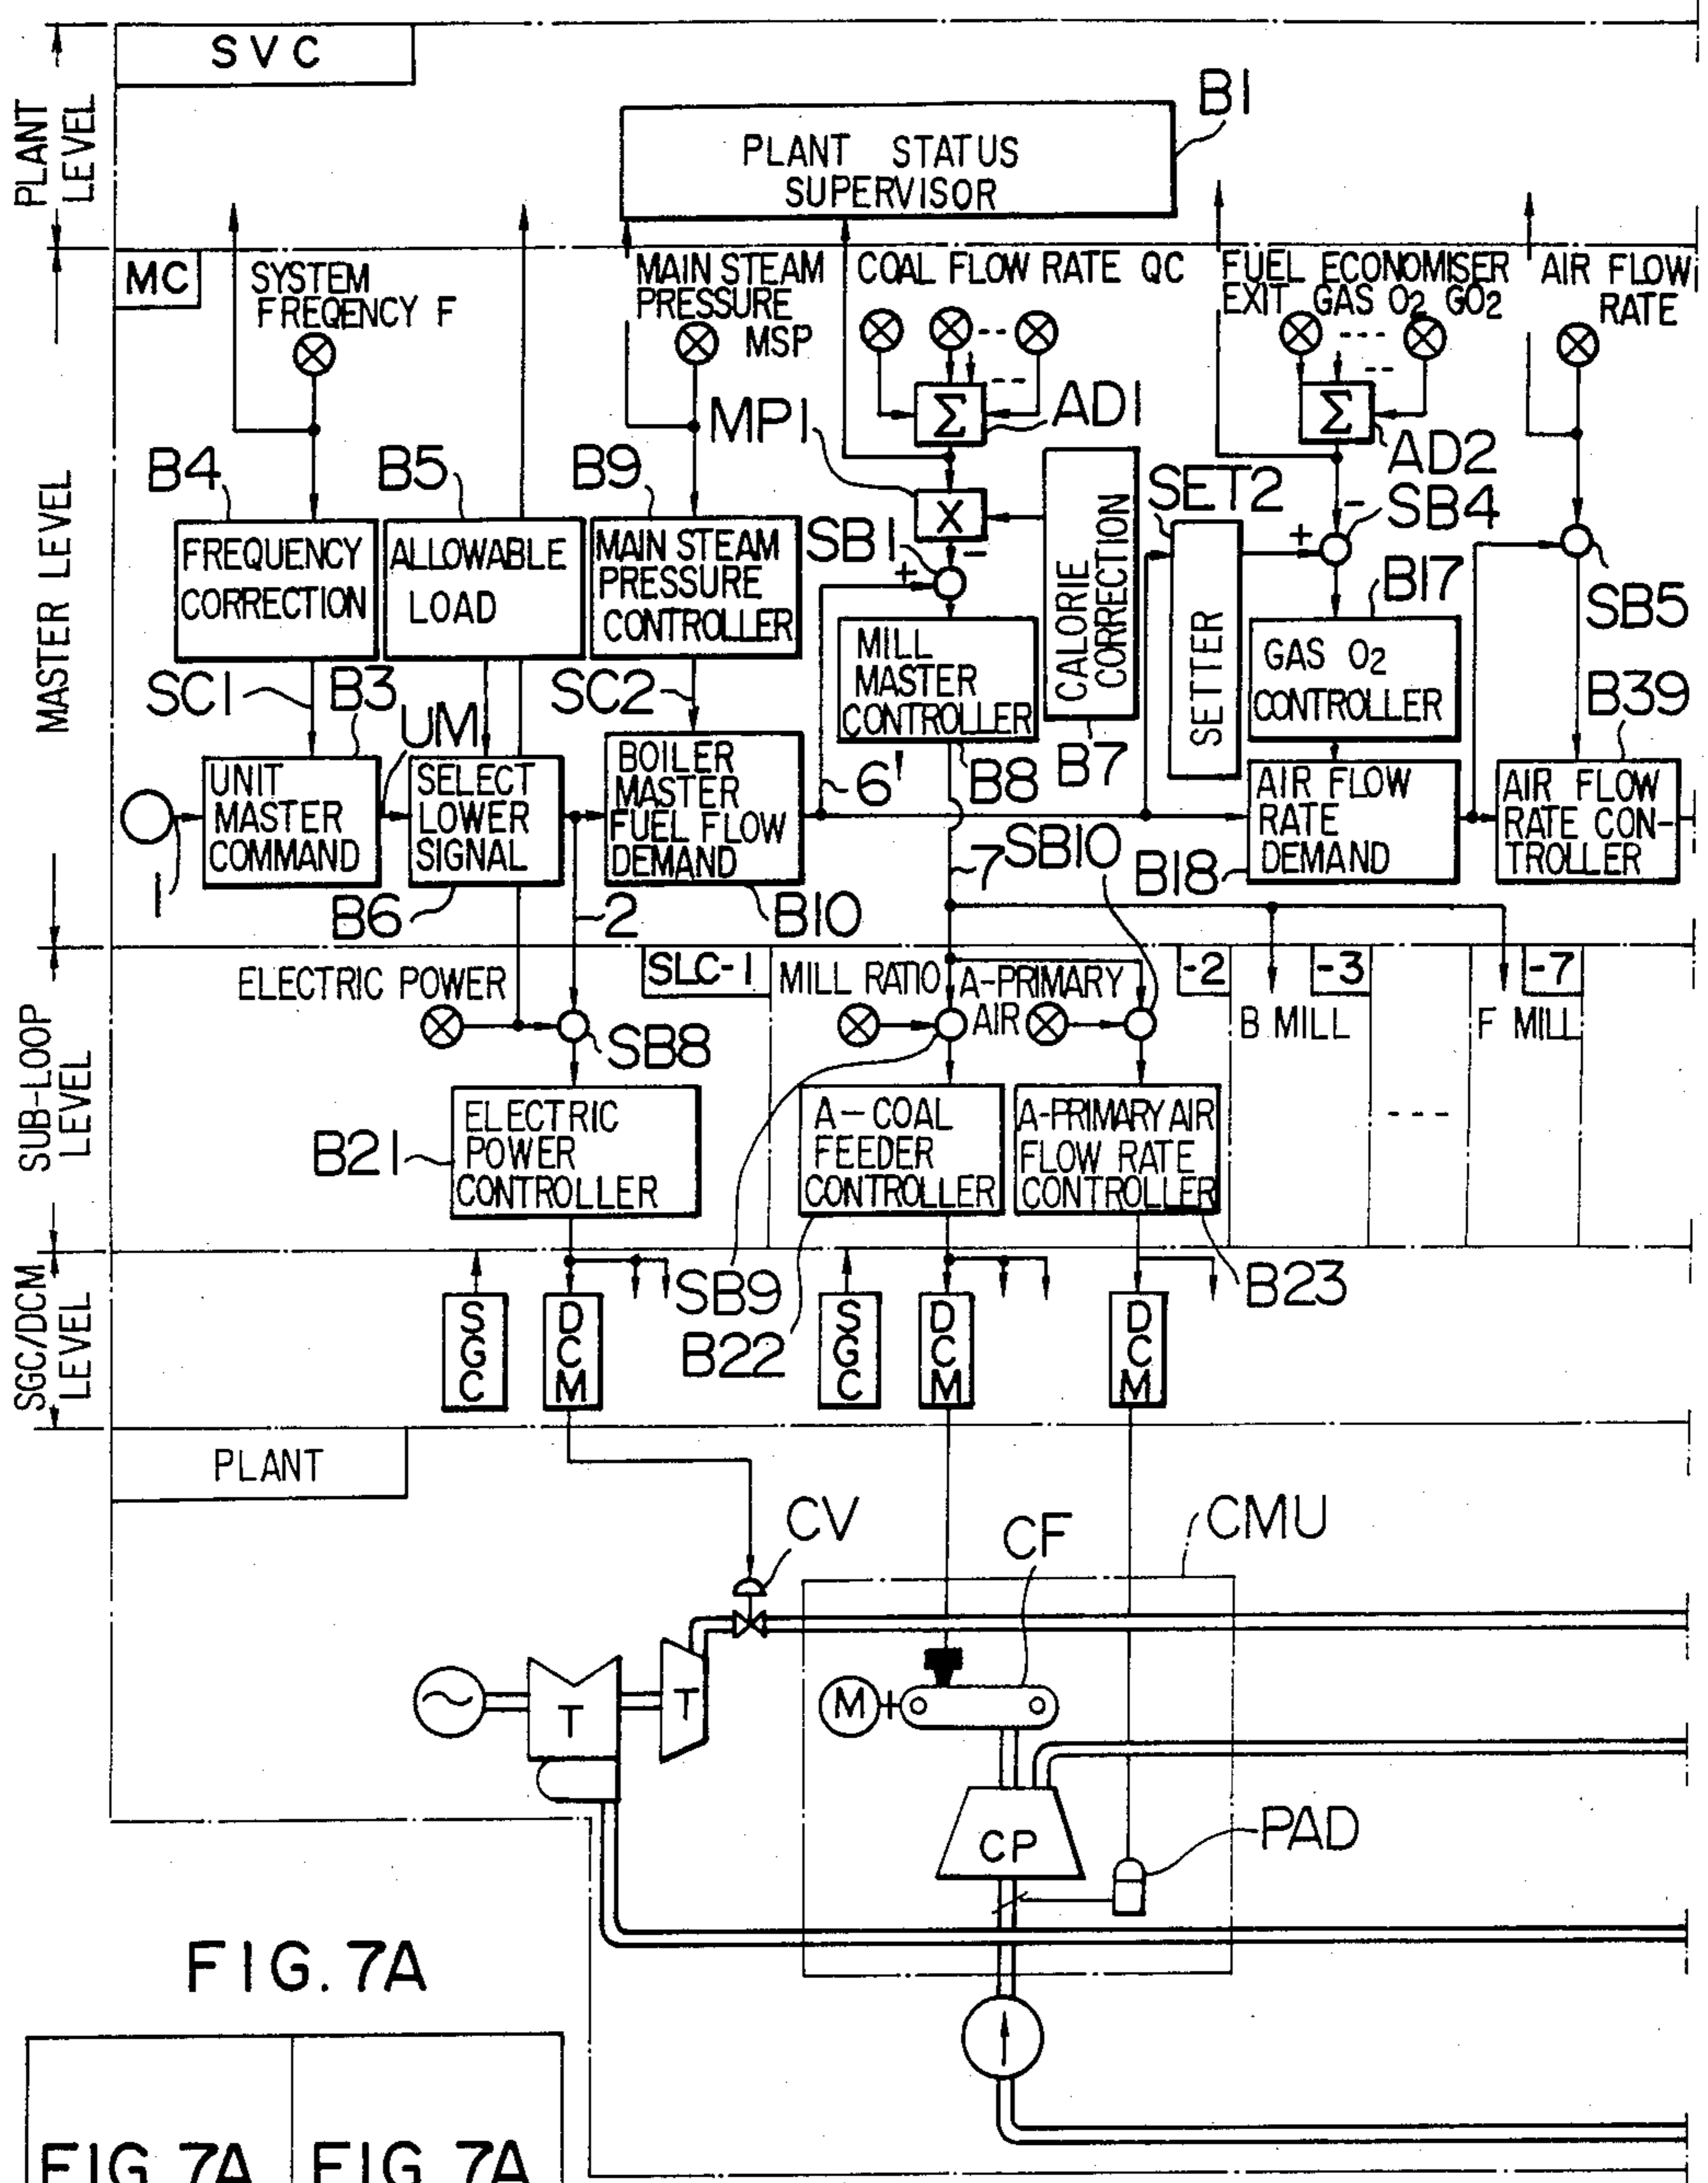 SVC
PLANT LEVEL
B1
PLANT STATUS
SUPERVISOR
MC
SYSTEM
FREQENCY F
MAIN STEAM
PRESSURE
MSP
COAL FLOW RATE QC
FUEL ECONOMISER
EXIT GAS O2 GO2
AIR FLOW
RATE
MASTER LEVEL
MP1
Σ
AD1
Σ
AD2
B4
B5
B9
X
SET2
SB4
SB1
+
-
+
-
FREQUENCY
CORRECTION
ALLOWABLE
LOAD
MAIN STEAM
PRESSURE
CONTROLLER
CALORIE
CORRECTION
SETTER
B17
SB5
MILL
MASTER
CONTROLLER
GAS O2
CONTROLLER
SC1
B3
UM
SC2
B39
6'
B8
B7
UNIT
MASTER
COMMAND
SELECT
LOWER
SIGNAL
BOILER
MASTER
FUEL FLOW
DEMAND
AIR FLOW
RATE
DEMAND
AIR FLOW
RATE CON-
TROLLER
1
B6
2
B10
7
SB10
B18
SUB-LOOP
LEVEL
ELECTRIC POWER
SLC-1
MILL RATIO
A-PRIMARY
AIR
-2
-3
-7
B MILL
F MILL
SB8
B21
ELECTRIC
POWER
CONTROLLER
A-COAL
FEEDER
CONTROLLER
A-PRIMARY AIR
FLOW RATE
CONTROLLER
---
SGC/DCM
LEVEL
SGC
DCM
SB9
B22
SGC
DCM
DCM
B23
PLANT
CV
CF
CMU
T
T
M
CP
PAD
FIG. 7A
FIG. 7A
FIG. 7A